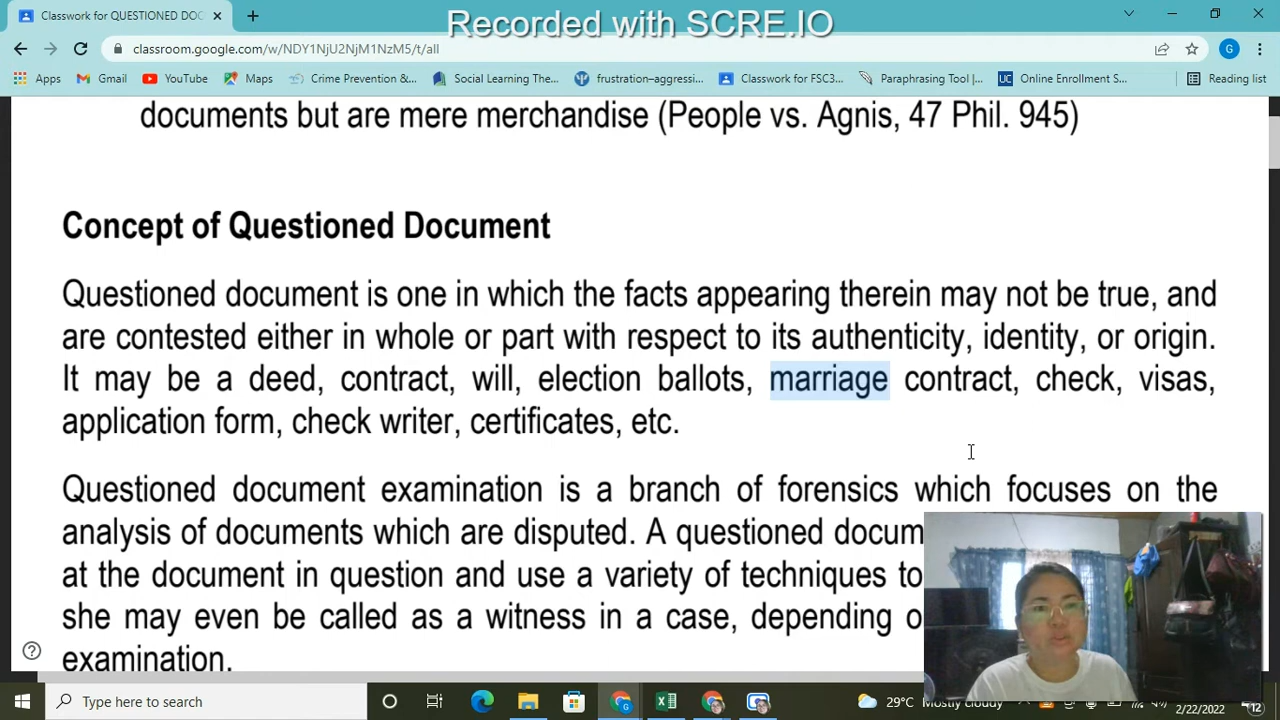 Classwork for QUESTIONED DOC
Recorded with SCRE.IO
classroom.google.com/w/NDY1NjU2NjM1NzM5/t/all
G
Apps
Gmail
YouTube
Maps
Crime Prevention &...
Social Learning The...
frustration–aggressi...
Classwork for FSC3...
Paraphrasing Tool |...
UC Online Enrollment S...
Reading list
documents but are mere merchandise (People vs. Agnis, 47 Phil. 945)
Concept of Questioned Document
Questioned document is one in which the facts appearing therein may not be true, and
are contested either in whole or part with respect to its authenticity, identity, or origin.
It may be a deed, contract, will, election ballots, marriage contract, check, visas,
application form, check writer, certificates, etc.
Questioned document examination is a branch of forensics which focuses on the
analysis of documents which are disputed. A questioned docum
at the document in question and use a variety of techniques to
she may even be called as a witness in a case, depending o
examination.
Type here to search
29°C Mostly cloudy
2/22/2022
12